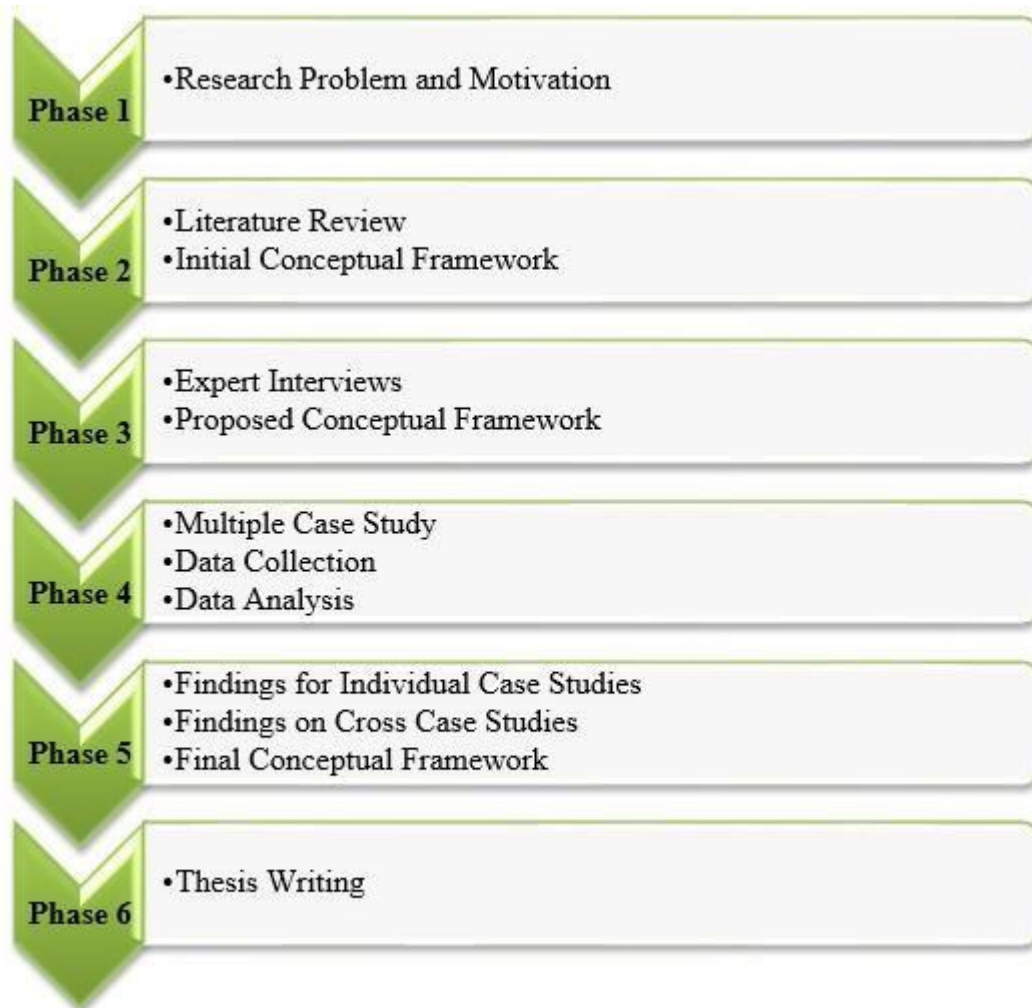 Phase 1
•Research Problem and Motivation
Phase 2
•Literature Review
•Initial Conceptual Framework
Phase 3
•Expert Interviews
•Proposed Conceptual Framework
Phase 4
•Multiple Case Study
•Data Collection
•Data Analysis
Phase 5
•Findings for Individual Case Studies
•Findings on Cross Case Studies
•Final Conceptual Framework
Phase 6
•Thesis Writing